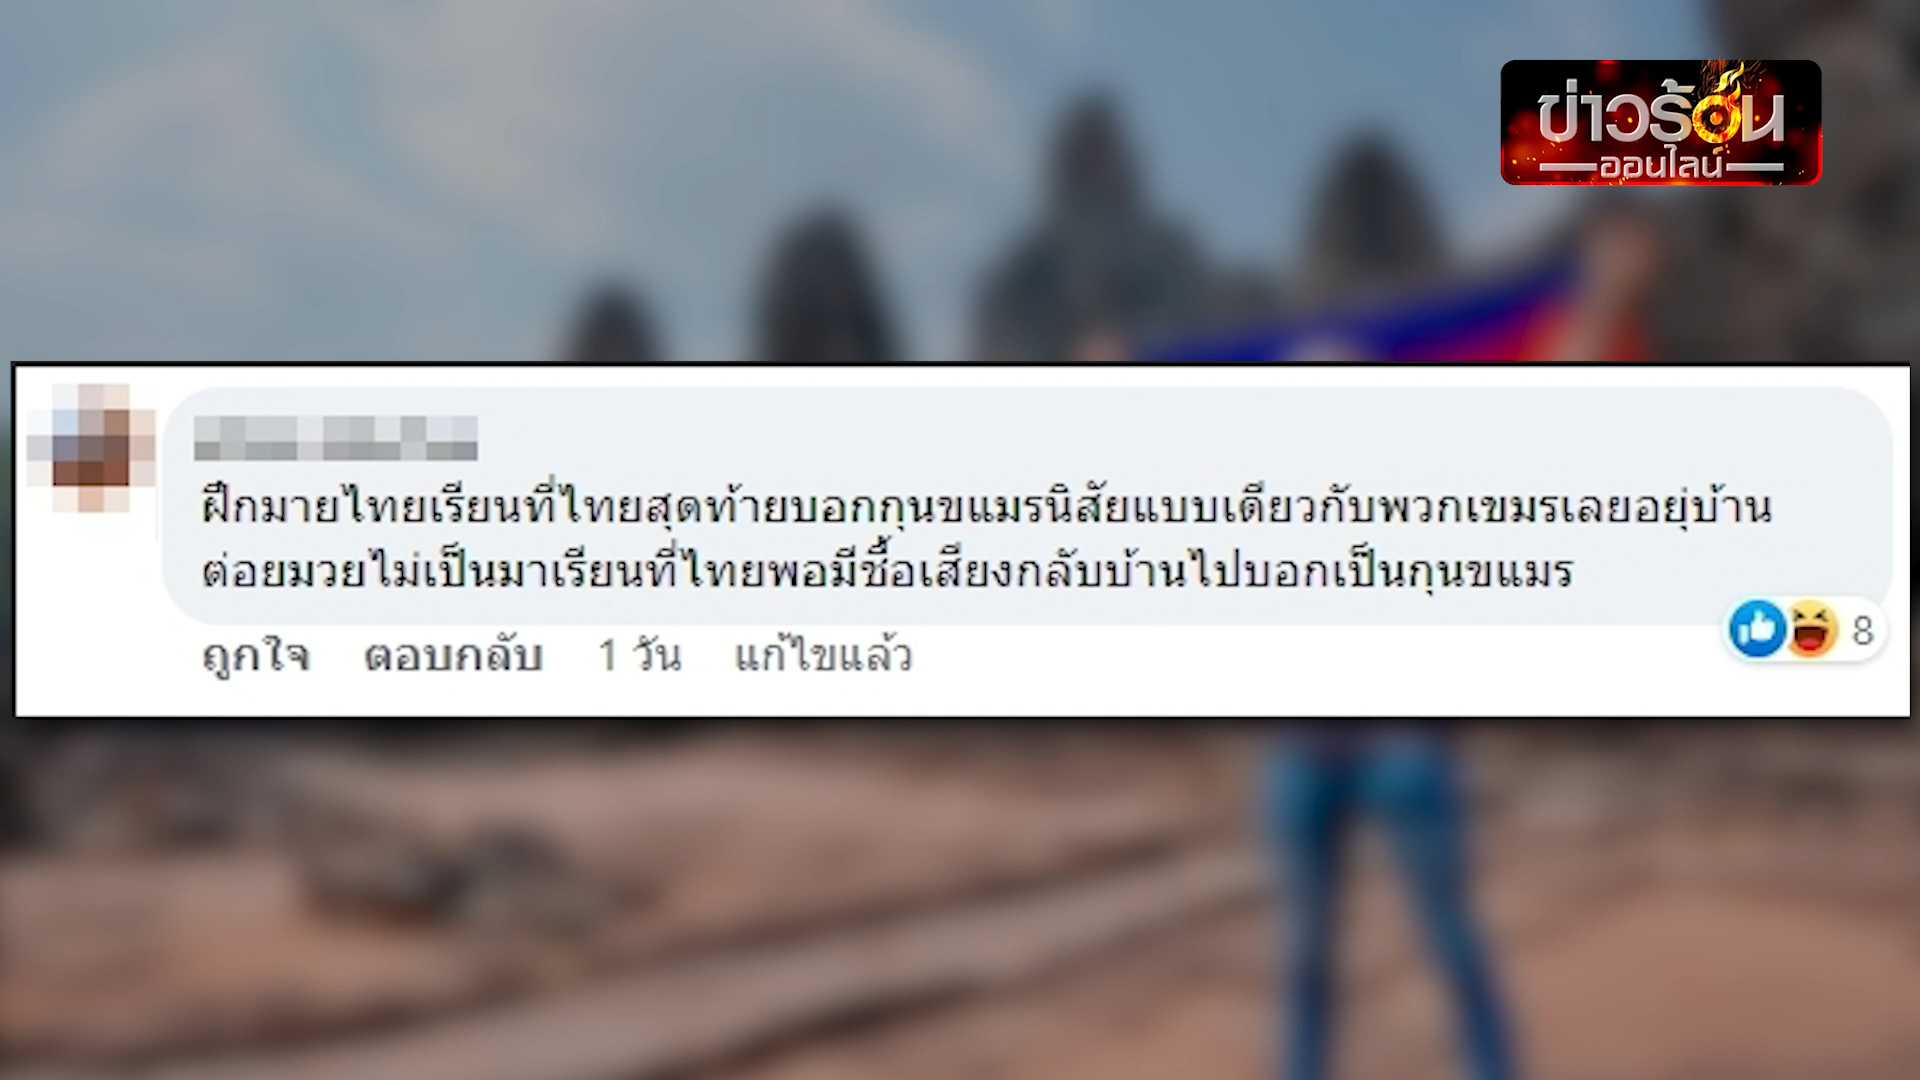 ข่าวร้อน
ออนไลน์
ฝึกมายไทยเรียนที่ไทยสุดท้ายบอกกุนขแมรนิสัยแบบเดียวกับพวกเขมรเลยอยุ่บ้าน
ต่อยมวยไม่เป็นมาเรียนที่ไทยพอมีชื้อเสียงกลับบ้านไปบอกเป็นกุนขแมร
8
ถูกใจ ตอบกลับ 1 วัน แก้ไขแล้ว